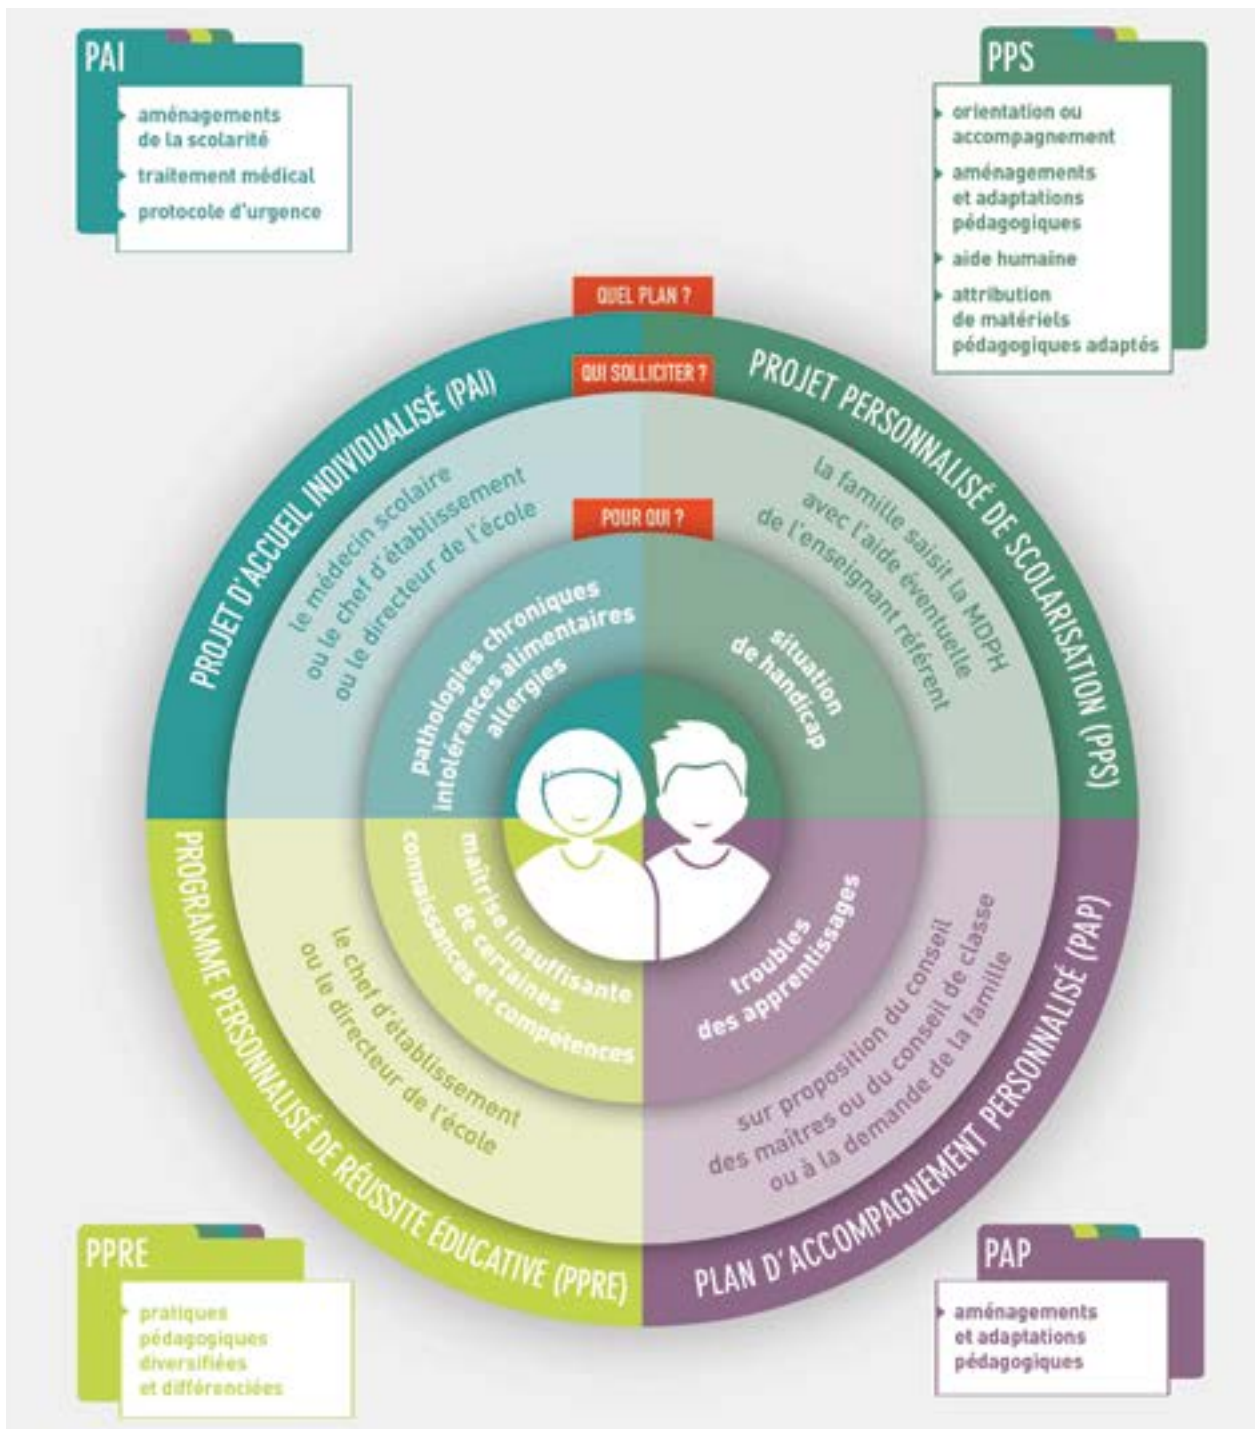 PAI
aménagements
de la scolarité
traitement médical
protocole d'urgence
PPS
orientation ou
accompagnement
aménagements
et adaptations
pédagogiques
aide humaine
attribution
de matériels
pédagogiques adaptés
QUEL PLAN ?
QUI SOLLICITER ?
POUR QUI ?
PROJET D'ACCUEIL INDIVIDUALISÉ (PAI)
le médecin scolaire
ou le chef d'établissement
ou le directeur de l'école
pathologies chroniques
intolérances alimentaires
allergies
PROJET PERSONNALISÉ DE SCOLARISATION (PPS)
la famille saisit la MDPH
avec l'aide éventuelle
de l'enseignant référent
situation
de handicap
PROGRAMME PERSONNALISÉ DE RÉUSSITE ÉDUCATIVE (PPRE)
le chef d'établissement
ou le directeur de l'école
maîtrise insuffisante
de certaines
connaissances et compétences
PLAN D'ACCOMPAGNEMENT PERSONNALISÉ (PAP)
sur proposition du conseil
des maîtres ou du conseil de classe
ou à la demande de la famille
troubles
des apprentissages
PPRE
pratiques
pédagogiques
diversifiées
et différenciées
PAP
aménagements
et adaptations
pédagogiques